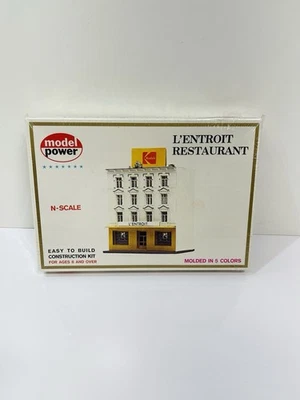 model
power
L'ENTROIT
RESTAURANT
N-SCALE
L'ENTROIT
EASY TO BUILD
CONSTRUCTION KIT
FOR AGES 8 AND OVER
MOLDED IN 5 COLORS